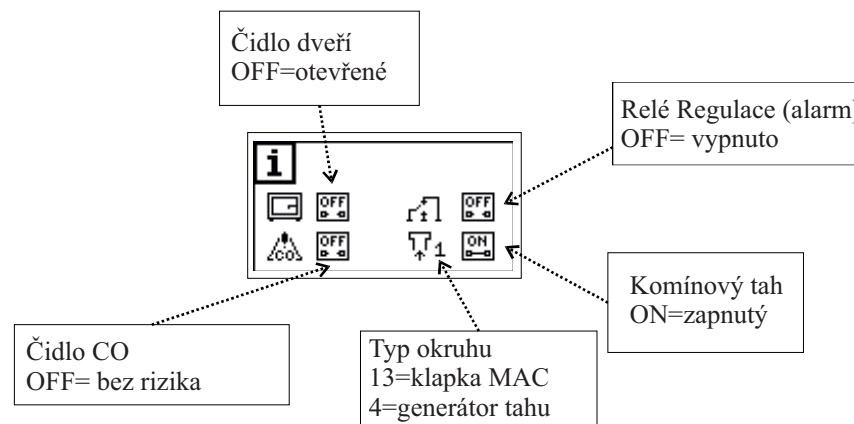 Čidlo dveří
OFF=otevřené
Relé Regulace (alarm)
OFF= vypnuto
i
OFF
OFF
CO
OFF
1
ON
Komínový tah
ON=zapnutý
Čidlo CO
OFF= bez rizika
Typ okruhu
13=klapka MAC
4=generátor tahu